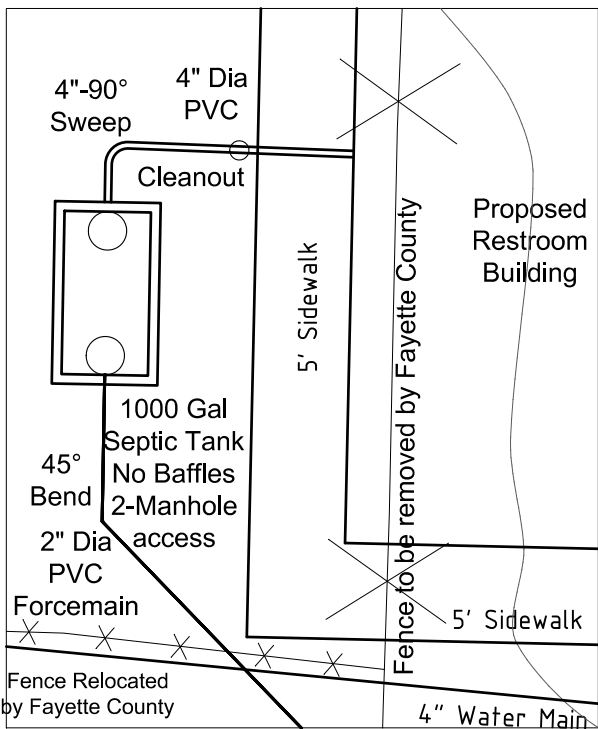 4" Dia
PVC
4"-90°
Sweep
Cleanout
Proposed
Restroom
Building
5' Sidewalk
Fence to be removed by Fayette County
1000 Gal
Septic Tank
No Baffles
2-Manhole
access
45°
Bend
2" Dia
PVC
Forcemain
5' Sidewalk
Fence Relocated
by Fayette County
4" Water Main